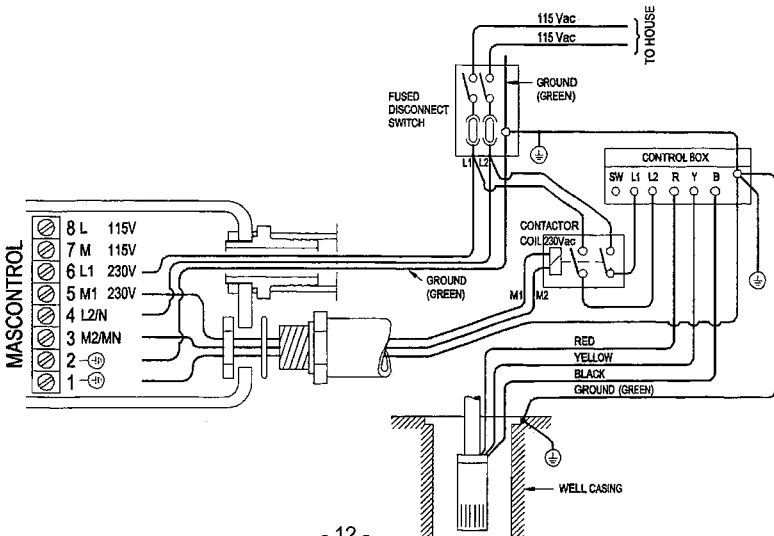 115 Vac
115 Vac
TO HOUSE
FUSED
DISCONNECT
SWITCH
GROUND
(GREEN)
L1 L2
CONTROL BOX
SW L1 L2 R Y B
CONTACTOR
COIL 230Vac
M1 M2
MASCONTROL
8 L 115V
7 M 115V
6 L1 230V
5 M1 230V
4 L2/N
3 M2/MN
2
1
GROUND
(GREEN)
RED
YELLOW
BLACK
GROUND (GREEN)
WELL CASING
- 12 -